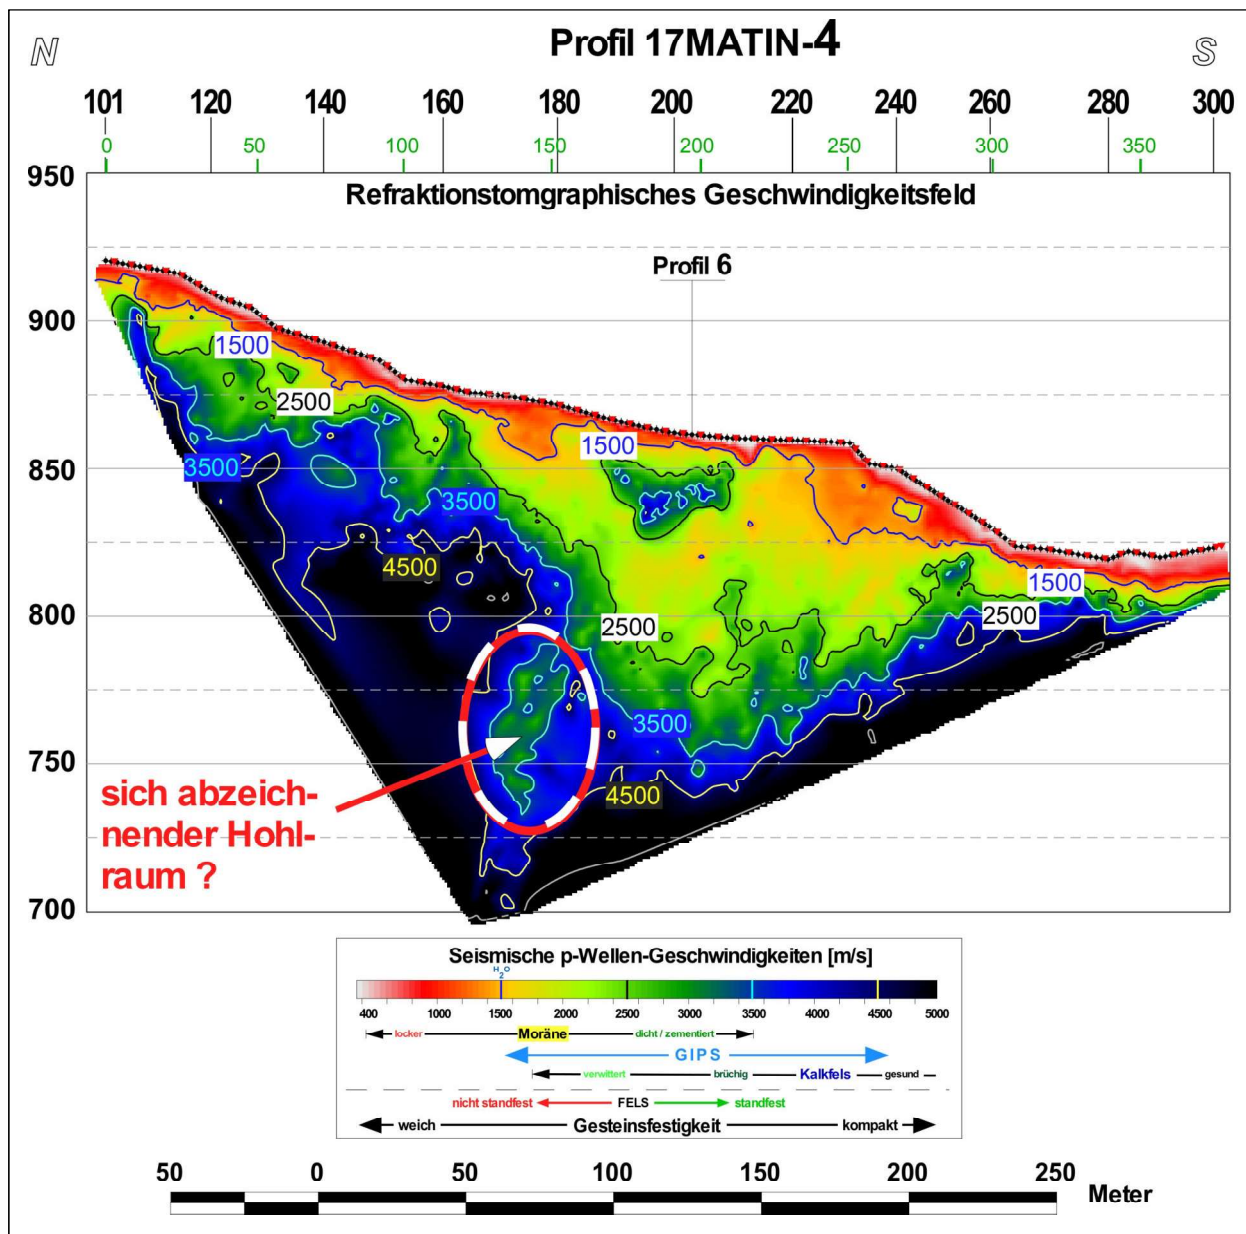 Profil 17MATIN-4
N
S
101 120 140 160 180 200 220 240 260 280 300
0 50 100 150 200 250 300 350
950
Refraktionstomgraphisches Geschwindigkeitsfeld
Profil 6
900
1500
2500
1500
850
3500
3500
4500
1500
800
2500
2500
3500
750
4500
sich abzeich-
nender Hohl-
raum ?
700
Seismische p-Wellen-Geschwindigkeiten [m/s]
H2O
400 1000 1500 2000 2500 3000 3500 4000 4500 5000
locker Moräne dicht / zementiert
GIPS
verwittert brüchig Kalkfels gesund
nicht standfest FELS standfest
weich Gesteinsfestigkeit kompakt
50 0 50 100 150 200 250
Meter